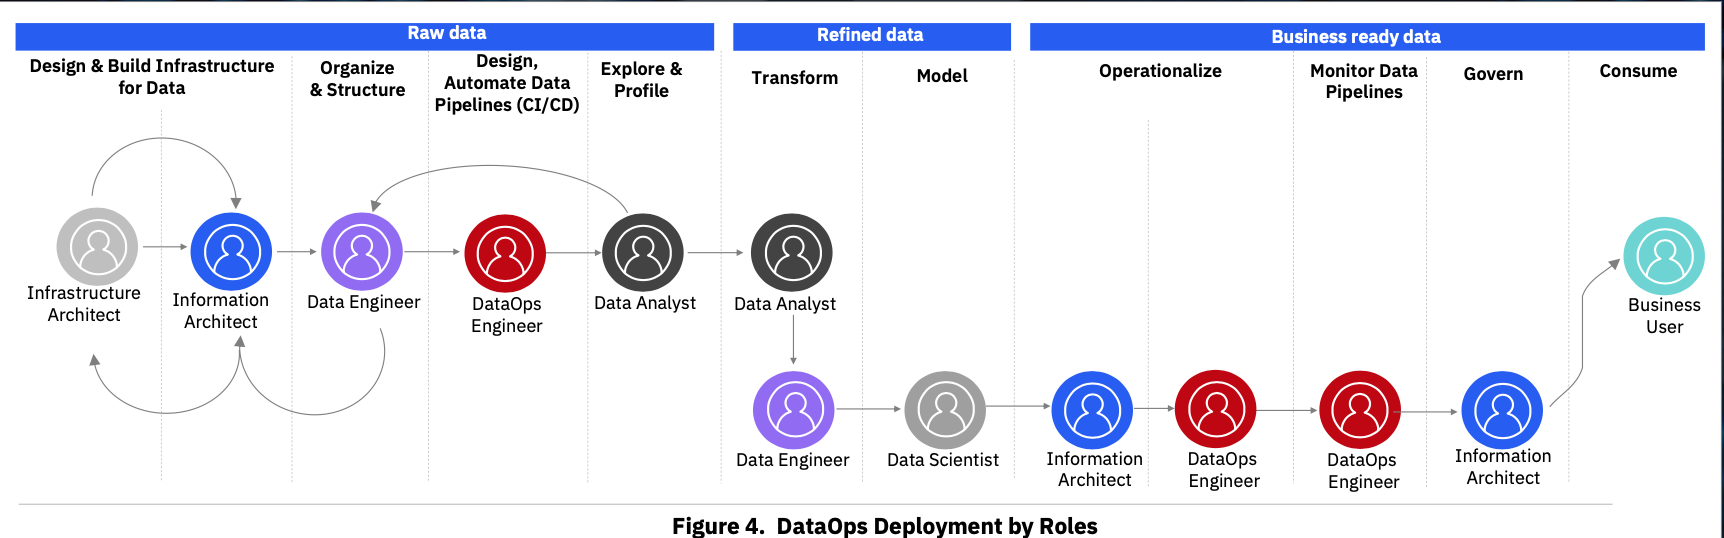 Raw data
Refined data
Business ready data
Design & Build Infrastructure
for Data
Organize
& Structure
Design,
Automate Data
Pipelines (CI/CD)
Explore &
Profile
Transform
Model
Operationalize
Monitor Data
Pipelines
Govern
Consume
Infrastructure
Architect
Information
Architect
Data Engineer
DataOps
Engineer
Data Analyst
Data Analyst
Business
User
Data Engineer
Data Scientist
Information
Architect
DataOps
Engineer
DataOps
Engineer
Information
Architect
Figure 4.  DataOps Deployment by Roles